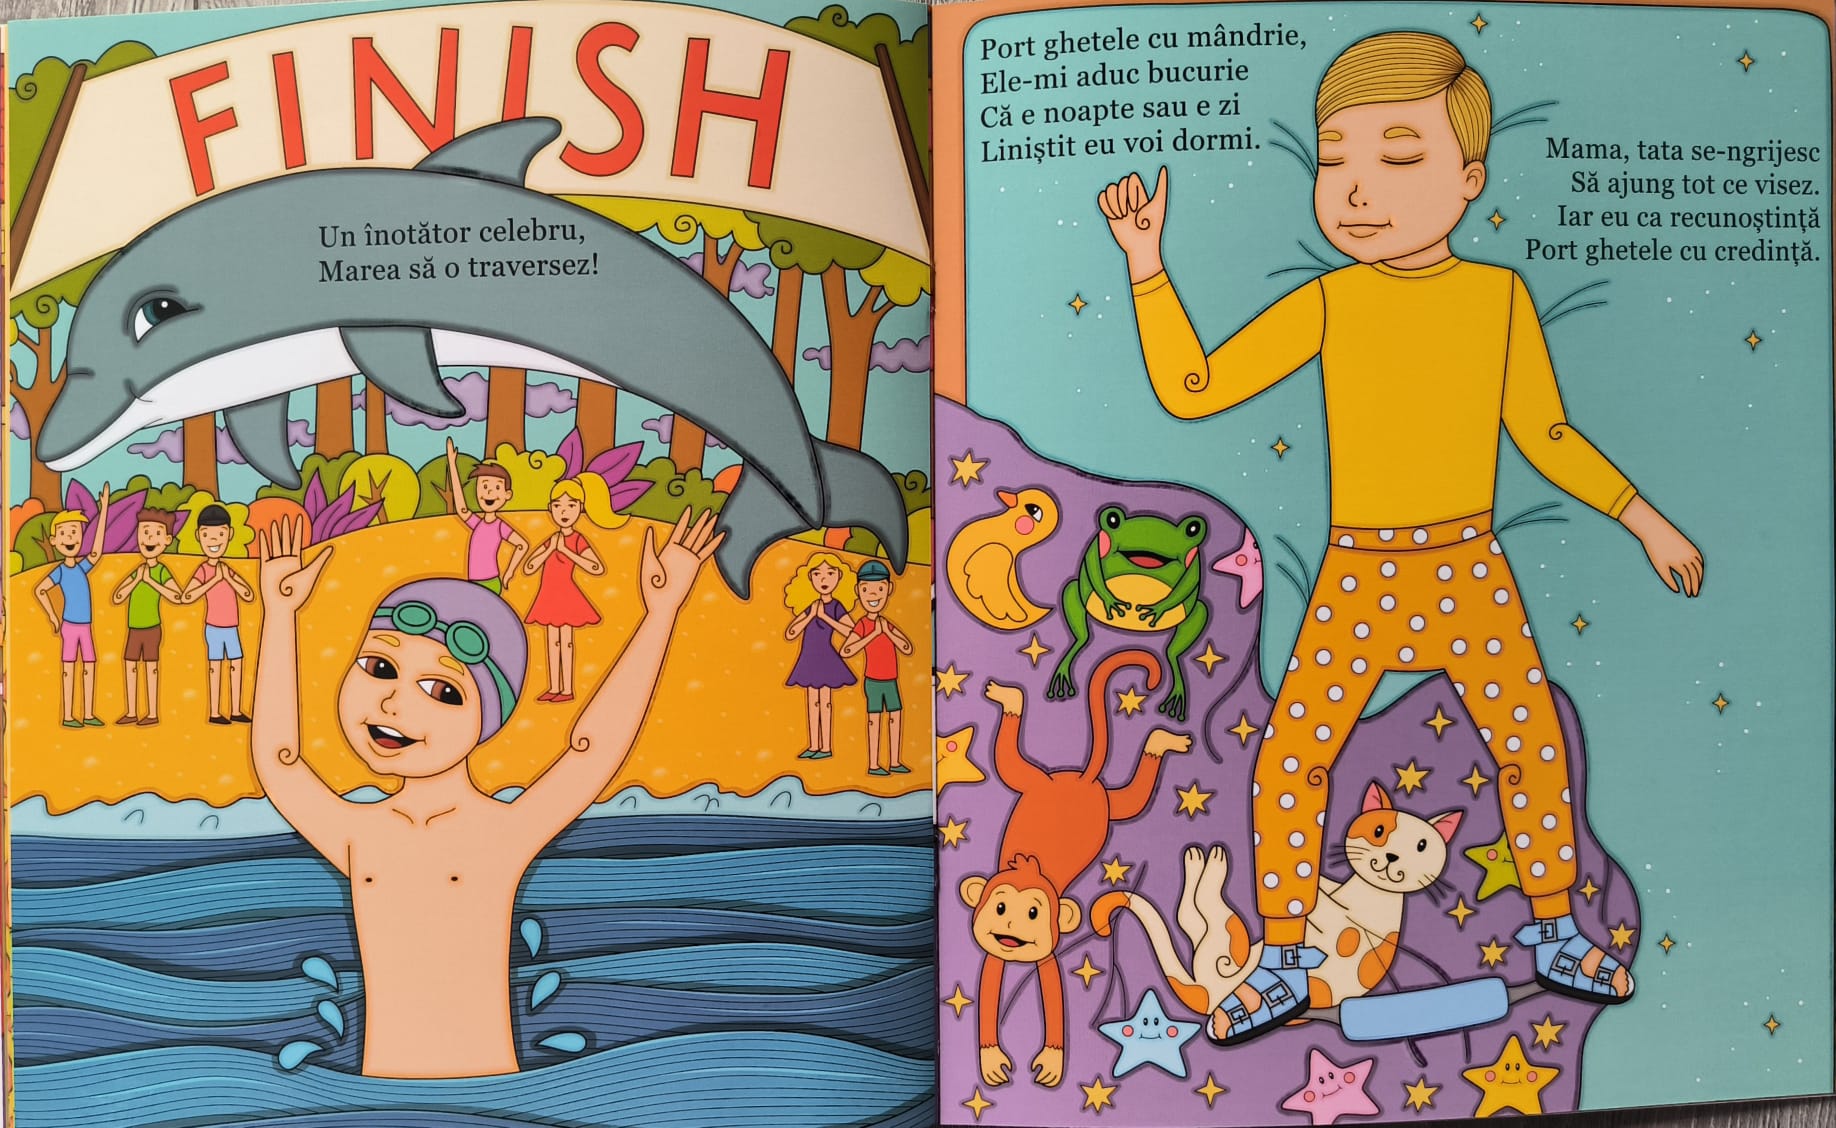 FINISH
Un înotător celebru,
Marea să o traversez!
Port ghetele cu mândrie,
Ele-mi aduc bucurie
Că e noapte sau e zi
Liniștit eu voi dormi.
Mama, tata se-ngrijesc
Să ajung tot ce visez.
Iar eu ca recunoștință
Port ghetele cu credință.